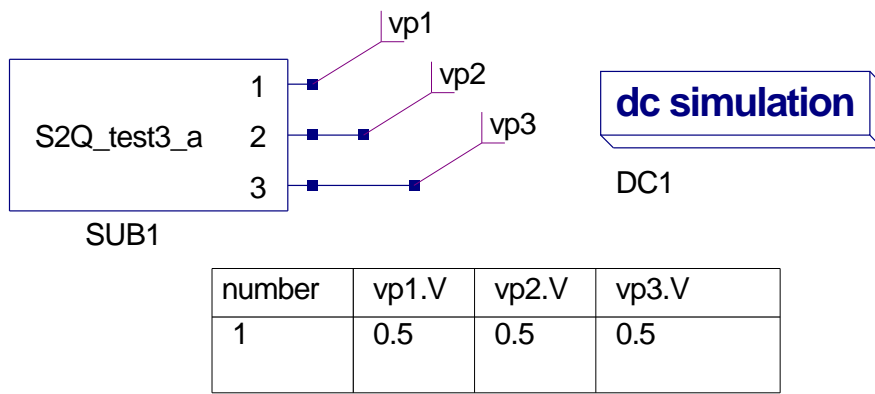 vp1
vp2
vp3
1
S2Q_test3_a 2
3
SUB1
dc simulation
DC1
number vp1.V vp2.V vp3.V
1 0.5 0.5 0.5